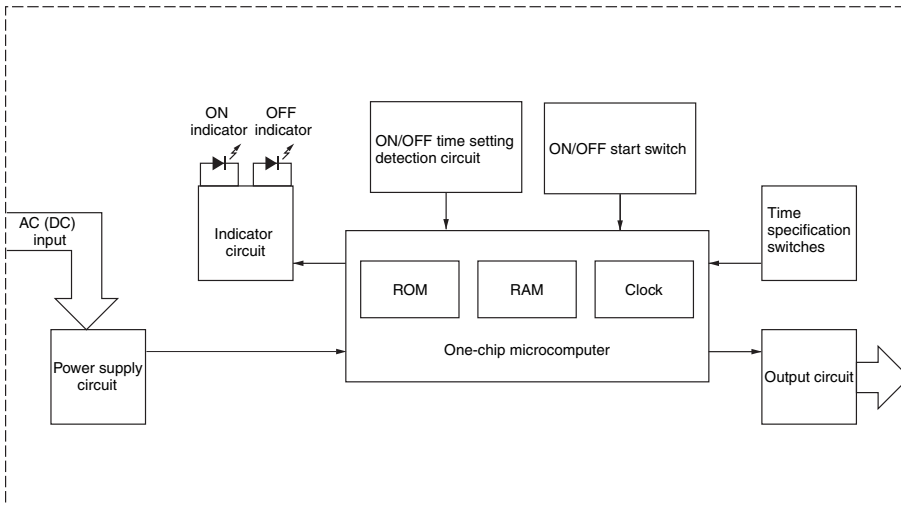 ON
indicator
OFF
indicator
ON/OFF time setting
detection circuit
ON/OFF start switch
AC (DC)
input
Indicator
circuit
Time
specification
switches
ROM
RAM
Clock
One-chip microcomputer
Power supply
circuit
Output circuit